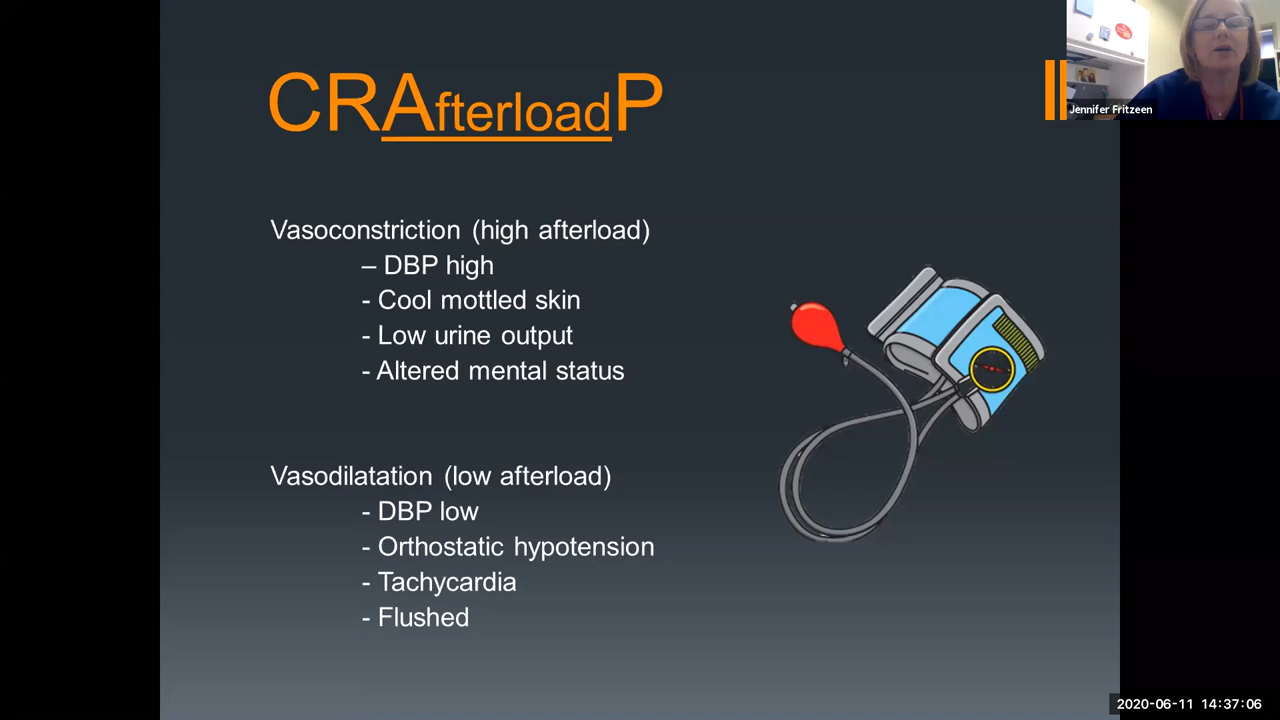 CRAfterloadP
Jennifer Fritzeen
Vasoconstriction (high afterload)
– DBP high
- Cool mottled skin
- Low urine output
- Altered mental status
Vasodilatation (low afterload)
- DBP low
- Orthostatic hypotension
- Tachycardia
- Flushed
2020-06-11 14:37:06